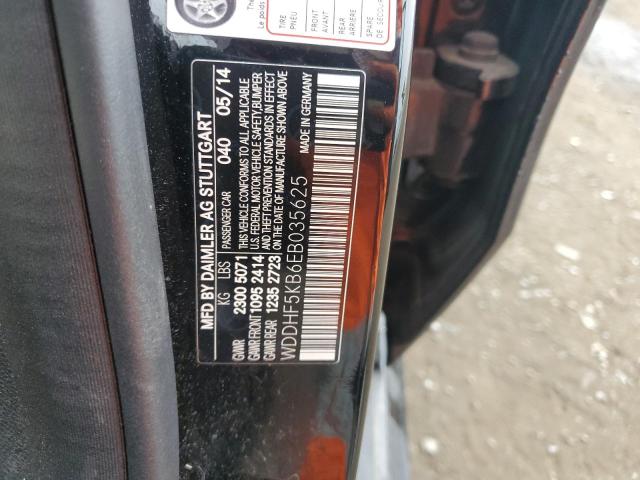 Le poids
TIRE
PNEU
FRONT
AVANT
REAR
ARRIERE
SPARE
DE SECOURS
MFD BY DAIMLER AG STUTTGART 040 05/14
KG LBS PASSENGER CAR
GVWR 2300 5071 THIS VEHICLE CONFORMS TO ALL APPLICABLE
GAWR FRONT 1095 2414 U.S. FEDERAL MOTOR VEHICLE SAFETY, BUMPER
GAWR REAR 1235 2723 AND THEFT PREVENTION STANDARDS IN EFFECT
ON THE DATE OF MANUFACTURE SHOWN ABOVE
WDDHF5KB6EB035625 MADE IN GERMANY